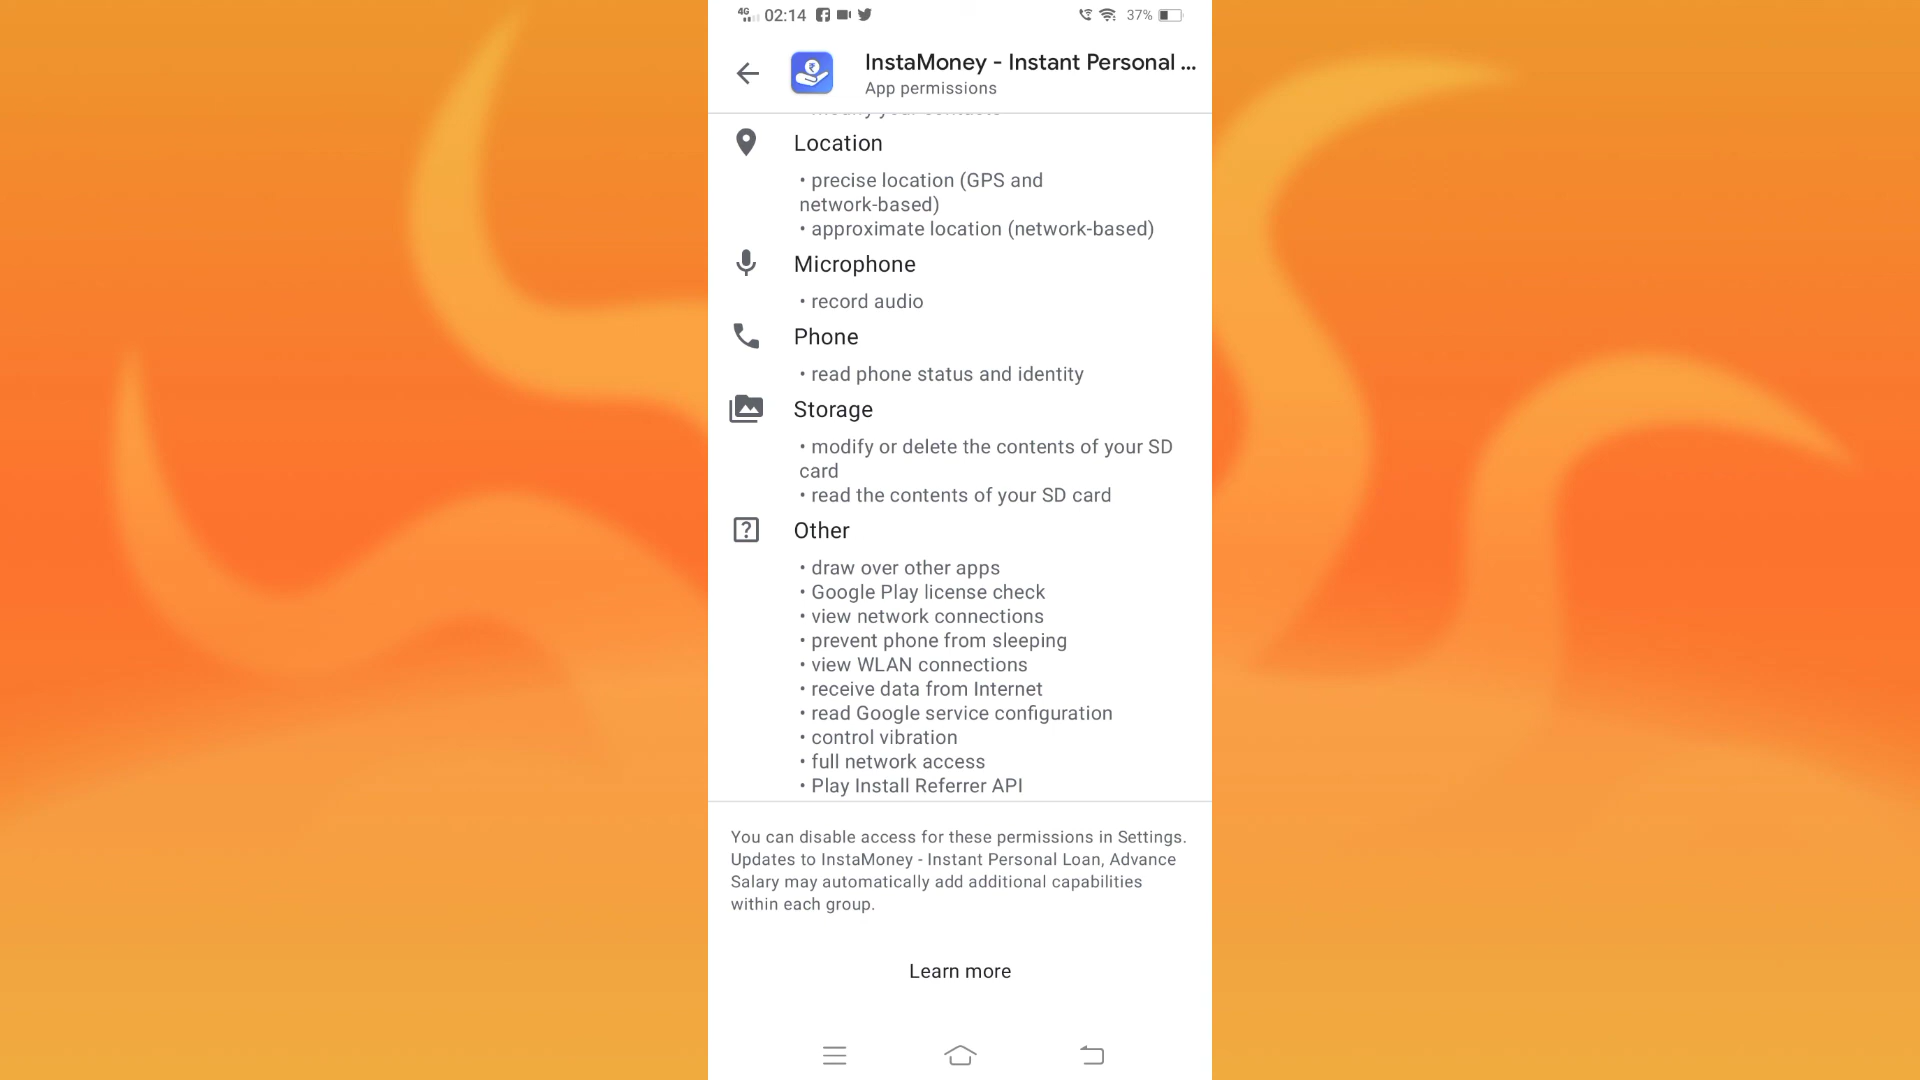 4G 02:14 37%
InstaMoney - Instant Personal ...
App permissions
Location
• precise location (GPS and
network-based)
• approximate location (network-based)
Microphone
• record audio
Phone
• read phone status and identity
Storage
• modify or delete the contents of your SD
card
• read the contents of your SD card
Other
• draw over other apps
• Google Play license check
• view network connections
• prevent phone from sleeping
• view WLAN connections
• receive data from Internet
• read Google service configuration
• control vibration
• full network access
• Play Install Referrer API
You can disable access for these permissions in Settings.
Updates to InstaMoney - Instant Personal Loan, Advance
Salary may automatically add additional capabilities
within each group.
Learn more